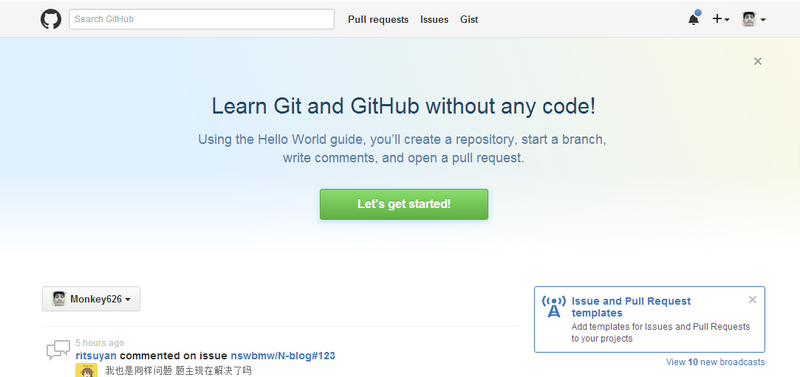 Search GitHub
Pull requests Issues Gist
Learn Git and GitHub without any code!
Using the Hello World guide, you’ll create a repository, start a branch,
write comments, and open a pull request.
Let’s get started!
Monkey626
5 hours ago
ritsuyan commented on issue nswbmw/N-blog#123
我也是同样问题 题主现在解决了吗
Issue and Pull Request
templates
Add templates for Issues and Pull Requests
to your projects
View 10 new broadcasts